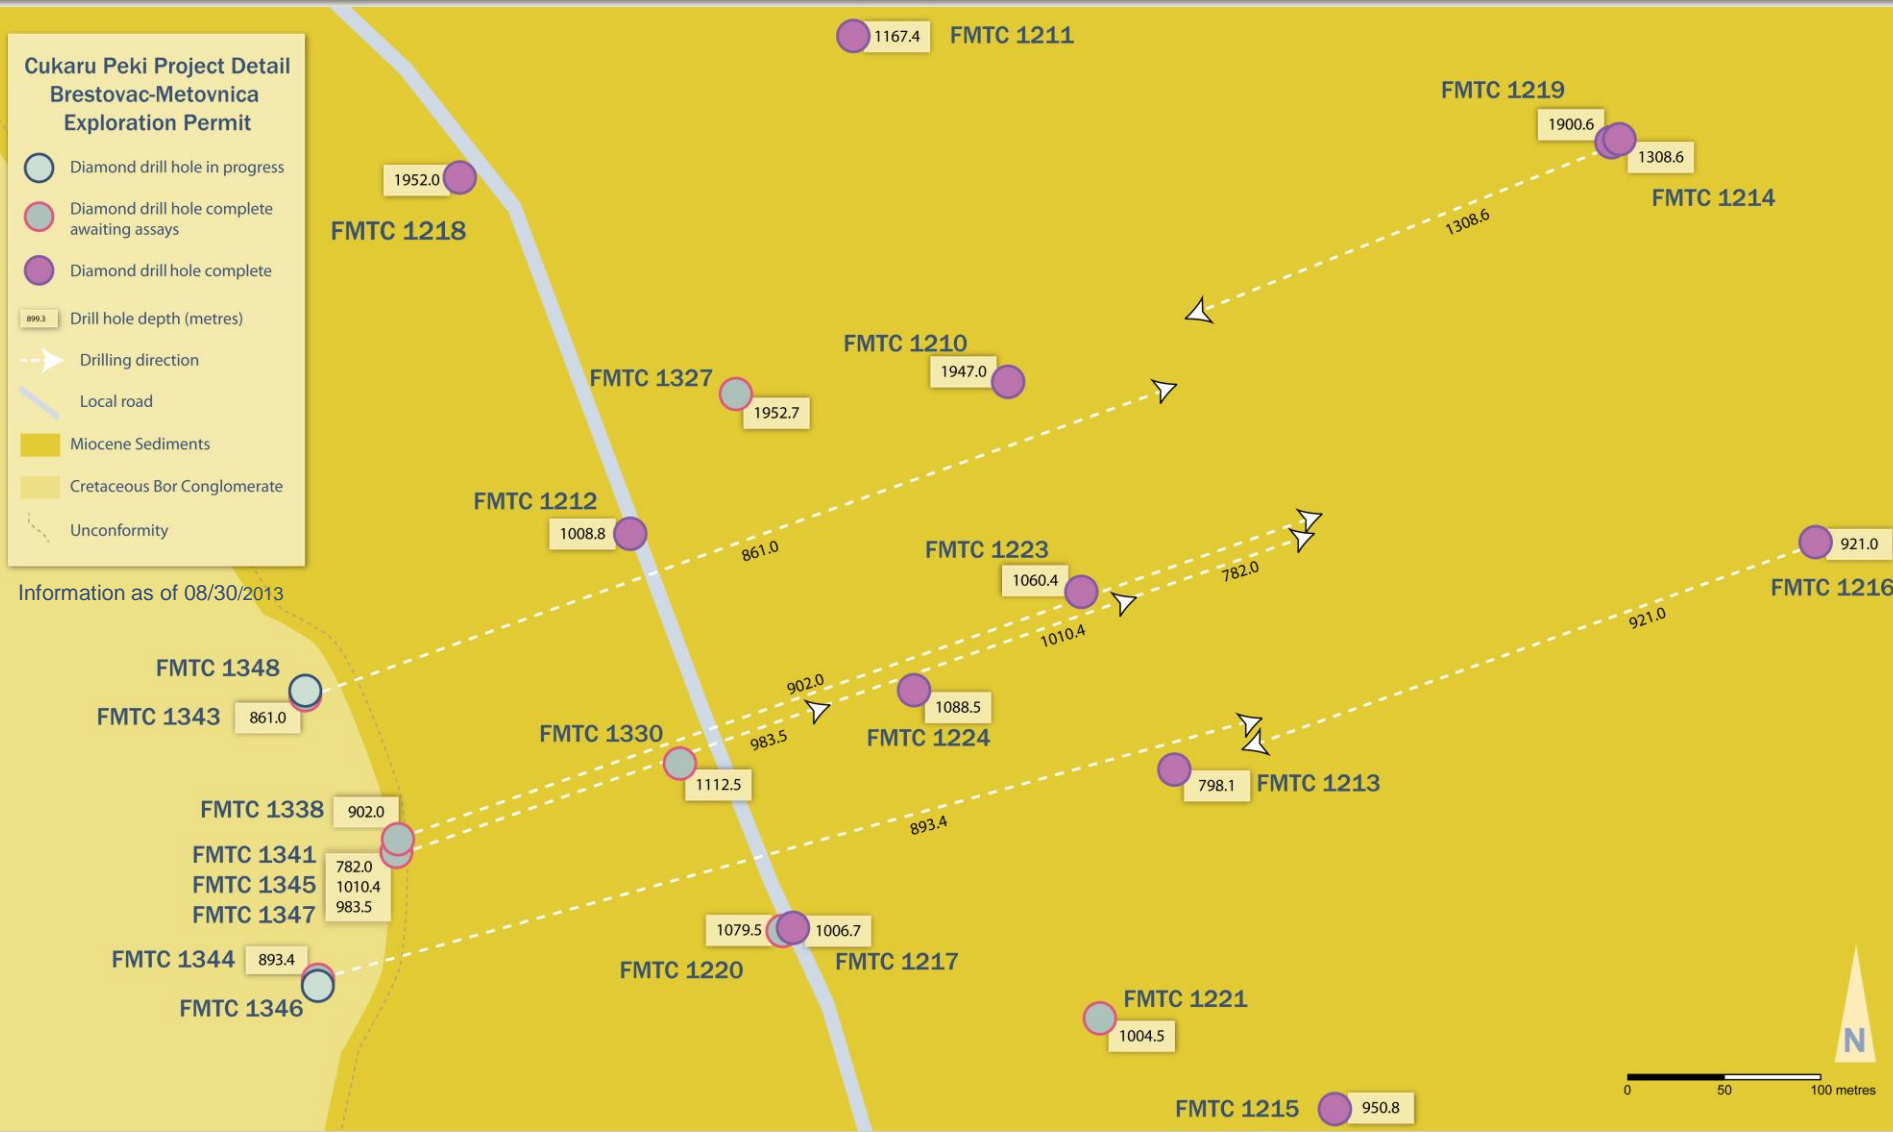 Cukaru Peki Project Detail
Brestovac-Metovnica
Exploration Permit
Diamond drill hole in progress
Diamond drill hole complete
awaiting assays
Diamond drill hole complete
899.3
Drill hole depth (metres)
Drilling direction
Local road
Miocene Sediments
Cretaceous Bor Conglomerate
Unconformity
Information as of 08/30/2013
1167.4 FMTC 1211
FMTC 1219
1900.6
1308.6
FMTC 1214
1308.6
1952.0
FMTC 1218
FMTC 1210
1947.0
FMTC 1327
1952.7
FMTC 1212
1008.8
861.0
FMTC 1223
1060.4
782.0
1010.4
921.0
FMTC 1216
921.0
FMTC 1348
FMTC 1343 861.0
902.0
983.5
1088.5
FMTC 1224
FMTC 1330
1112.5
798.1 FMTC 1213
893.4
FMTC 1338 902.0
FMTC 1341 782.0
FMTC 1345 1010.4
FMTC 1347 983.5
FMTC 1344 893.4
FMTC 1346
1079.5 1006.7
FMTC 1220 FMTC 1217
FMTC 1221
1004.5
FMTC 1215 950.8
N
0 50 100 metres